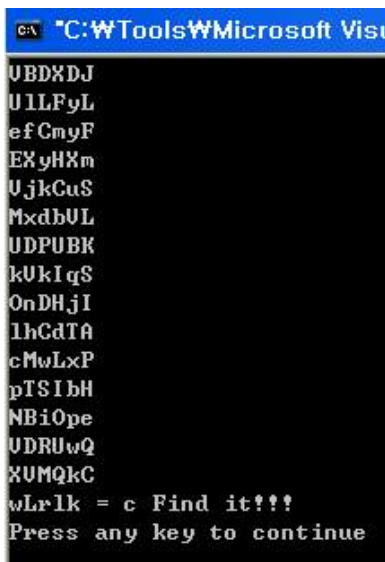 "C:₩Tools₩Microsoft Visu
VBDXDJ
UlLFyL
efCmyF
EXyHXm
VjkCuS
MxdbVL
UDPUBK
kVkIqS
OnDHjI
lhCdTA
cMwLxP
pTSIbH
NBiOpe
VDRUwQ
XVMQkC
wLrlk = c Find it!!!
Press any key to continue